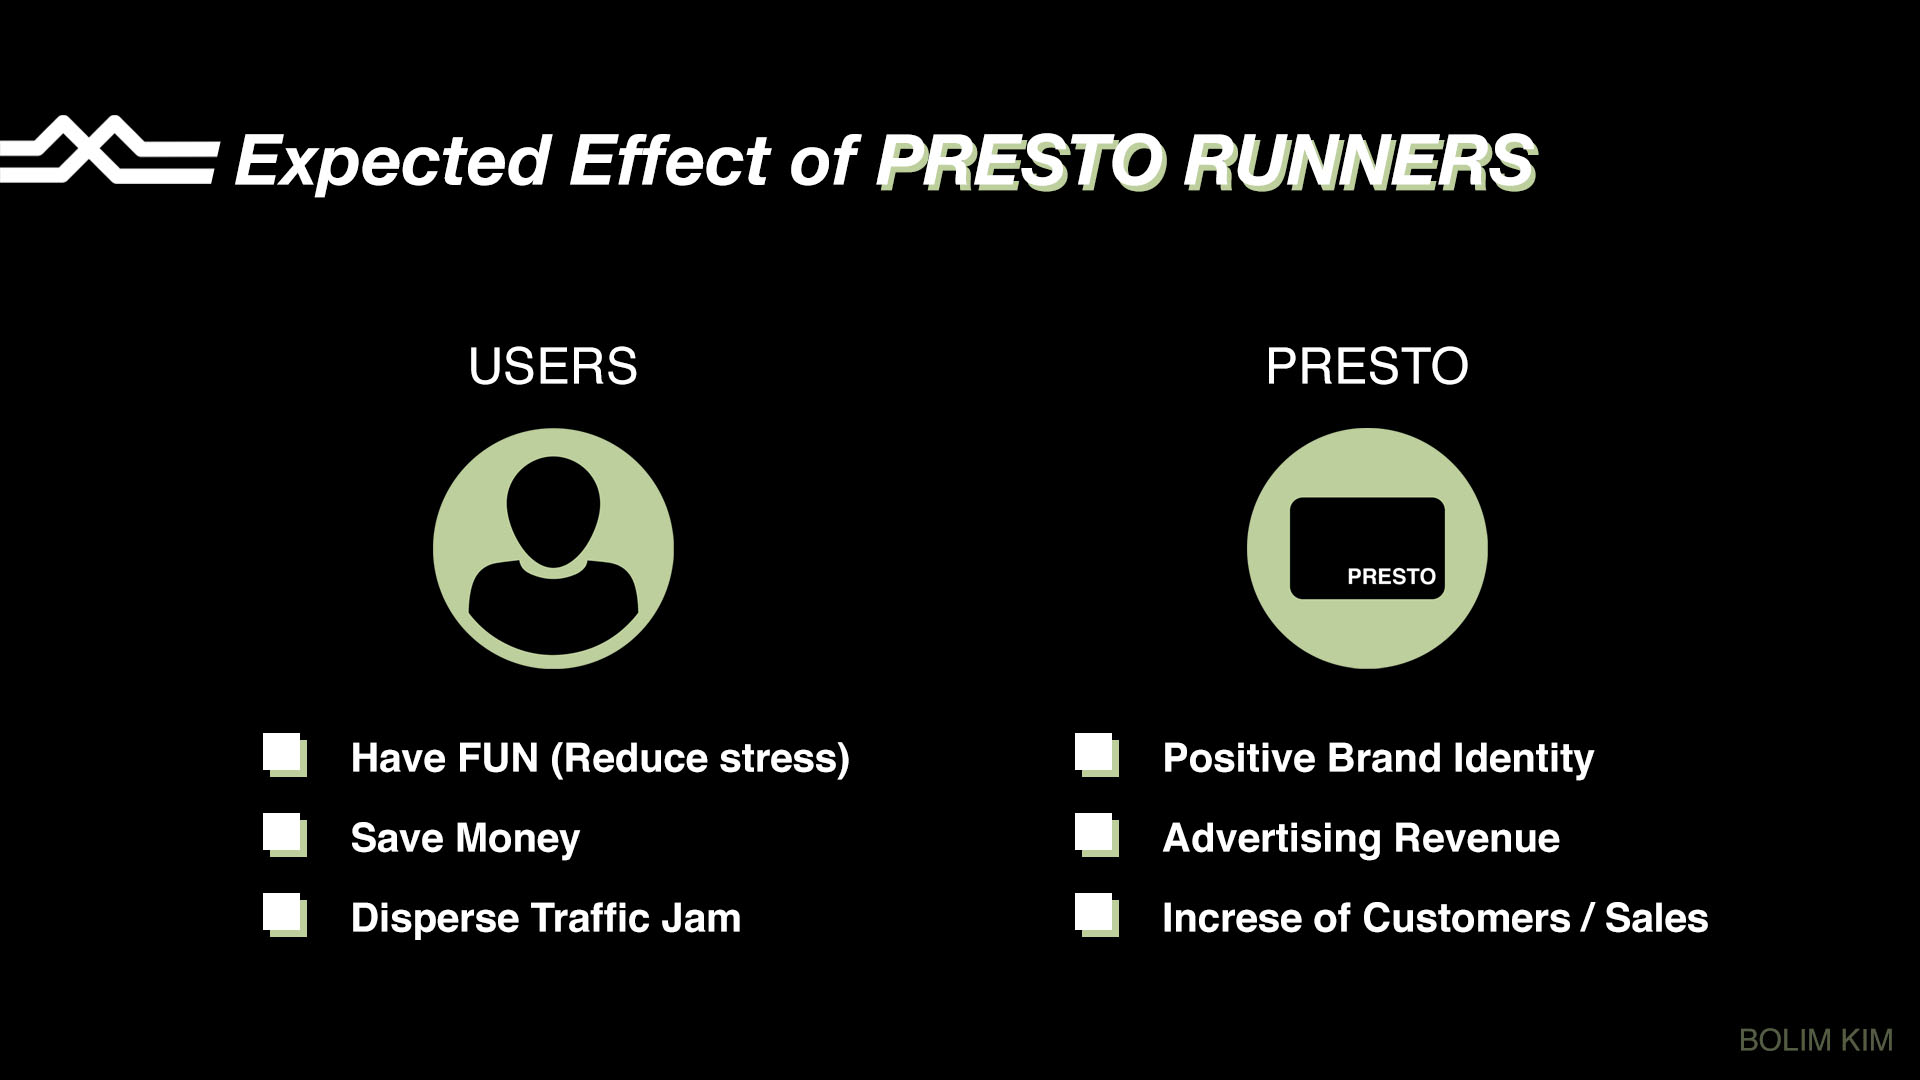 Expected Effect of PRESTO RUNNERS
USERS
PRESTO
PRESTO
Have FUN (Reduce stress)
Save Money
Disperse Traffic Jam
Positive Brand Identity
Advertising Revenue
Increse of Customers / Sales
BOLIM KIM